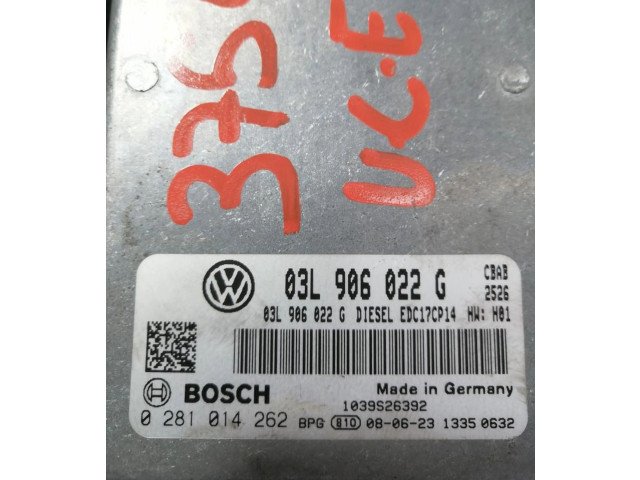 UC.E
03L 906 022 G CBAB
2526
03L 906 022 G DIESEL EDC17CP14 HW: H01
BOSCH
Made in Germany
1039S26392
0 281 014 262 BPG 810 08-06-23 1335 0632